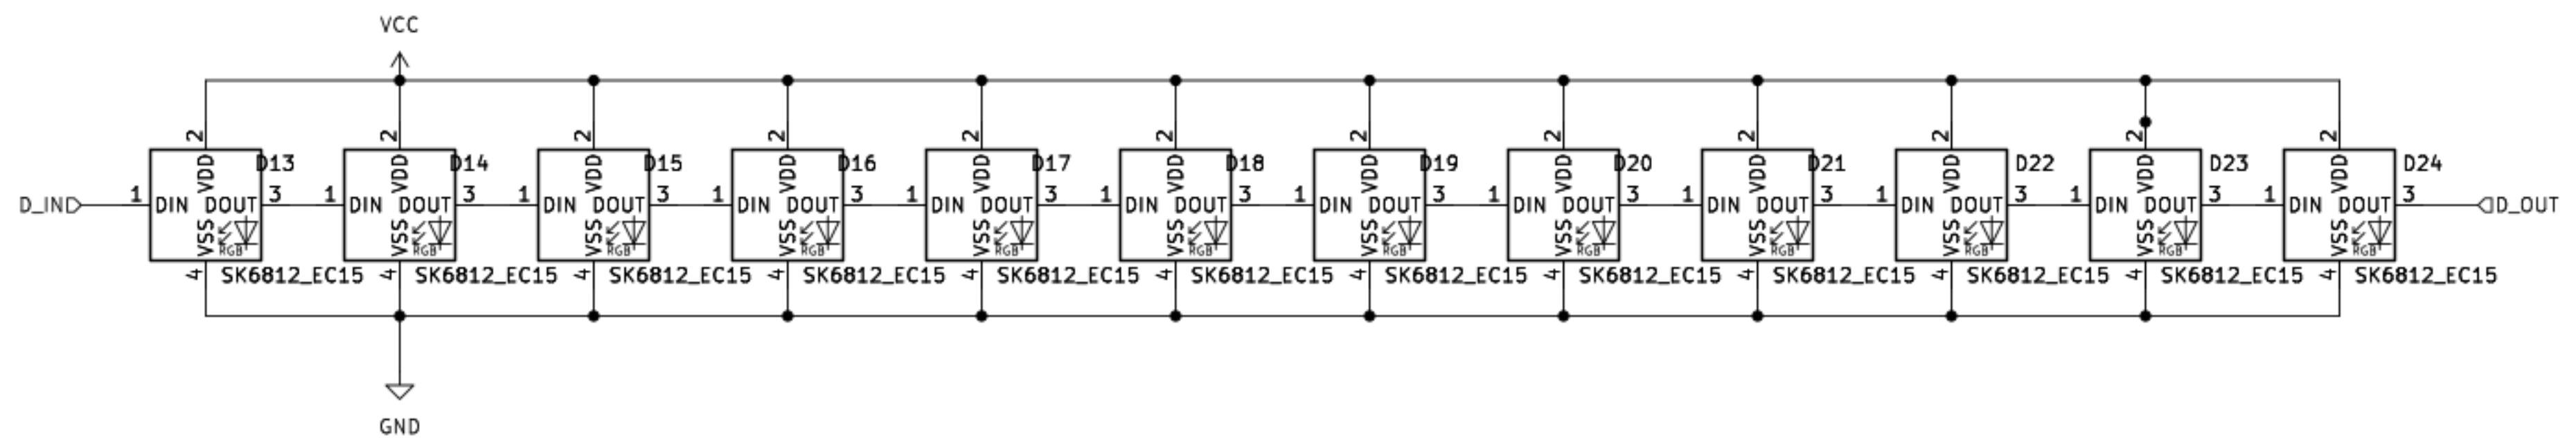 VCC
2 2 2 2 2 2 2 2 2 2 2 2
D13 D14 D15 D16 D17 D18 D19 D20 D21 D22 D23 D24
VDD VDD VDD VDD VDD VDD VDD VDD VDD VDD VDD VDD
D_IN 1 DIN DOUT 3 1 DIN DOUT 3 1 DIN DOUT 3 1 DIN DOUT 3 1 DIN DOUT 3 1 DIN DOUT 3 1 DIN DOUT 3 1 DIN DOUT 3 1 DIN DOUT 3 1 DIN DOUT 3 1 DIN DOUT 3 1 DIN DOUT 3 D_OUT
VSS VSS VSS VSS VSS VSS VSS VSS VSS VSS VSS VSS
RGB RGB RGB RGB RGB RGB RGB RGB RGB RGB RGB RGB
4 SK6812_EC15 4 SK6812_EC15 4 SK6812_EC15 4 SK6812_EC15 4 SK6812_EC15 4 SK6812_EC15 4 SK6812_EC15 4 SK6812_EC15 4 SK6812_EC15 4 SK6812_EC15 4 SK6812_EC15 4 SK6812_EC15
GND